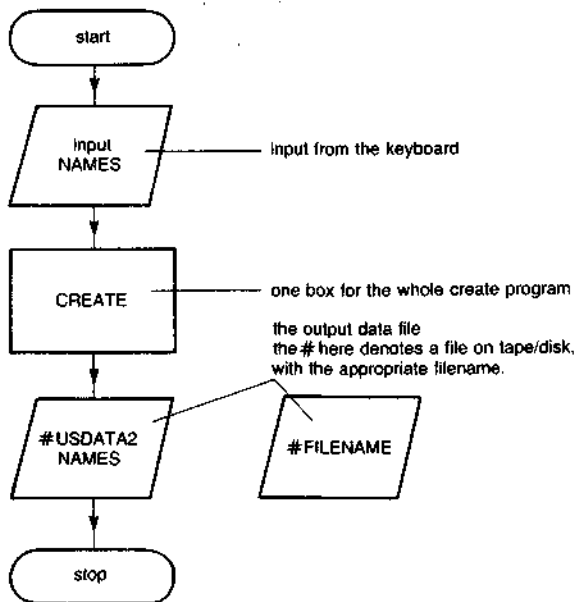 start
input
NAMES
input from the keyboard
CREATE
one box for the whole create program
the output data file
the # here denotes a file on tape/disk,
with the appropriate filename.
#USDATA2
NAMES
#FILENAME
stop